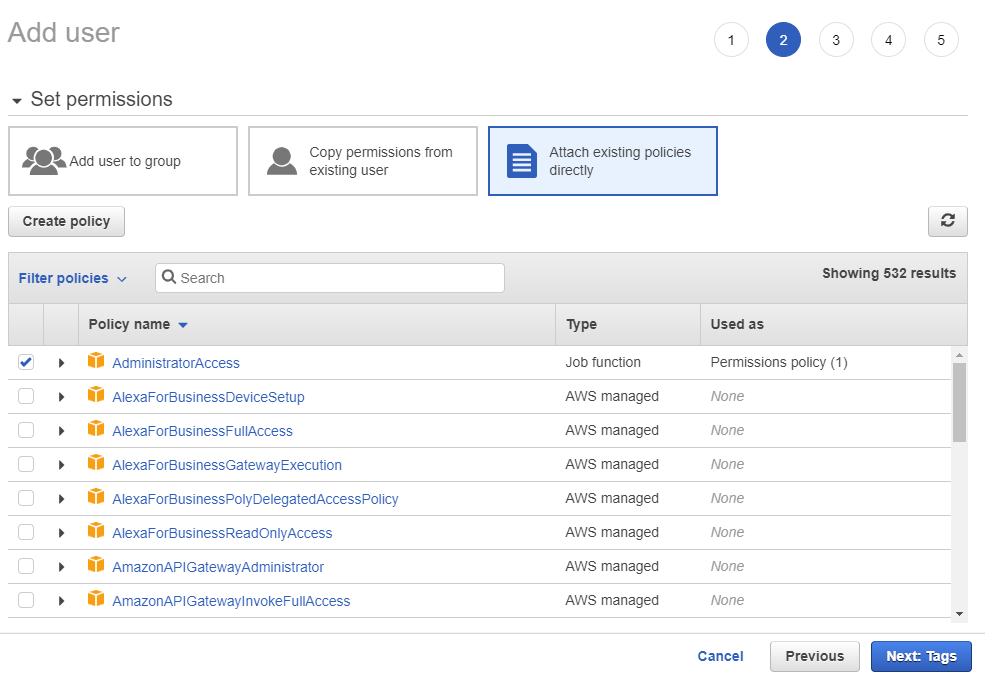 Add user
1 2 3 4 5
Set permissions
Add user to group
Copy permissions from
existing user
Attach existing policies
directly
Create policy
Filter policies Search Showing 532 results
Policy name Type Used as
AdministratorAccess Job function Permissions policy (1)
AlexaForBusinessDeviceSetup AWS managed None
AlexaForBusinessFullAccess AWS managed None
AlexaForBusinessGatewayExecution AWS managed None
AlexaForBusinessPolyDelegatedAccessPolicy AWS managed None
AlexaForBusinessReadOnlyAccess AWS managed None
AmazonAPIGatewayAdministrator AWS managed None
AmazonAPIGatewayInvokeFullAccess AWS managed None
Cancel Previous Next: Tags